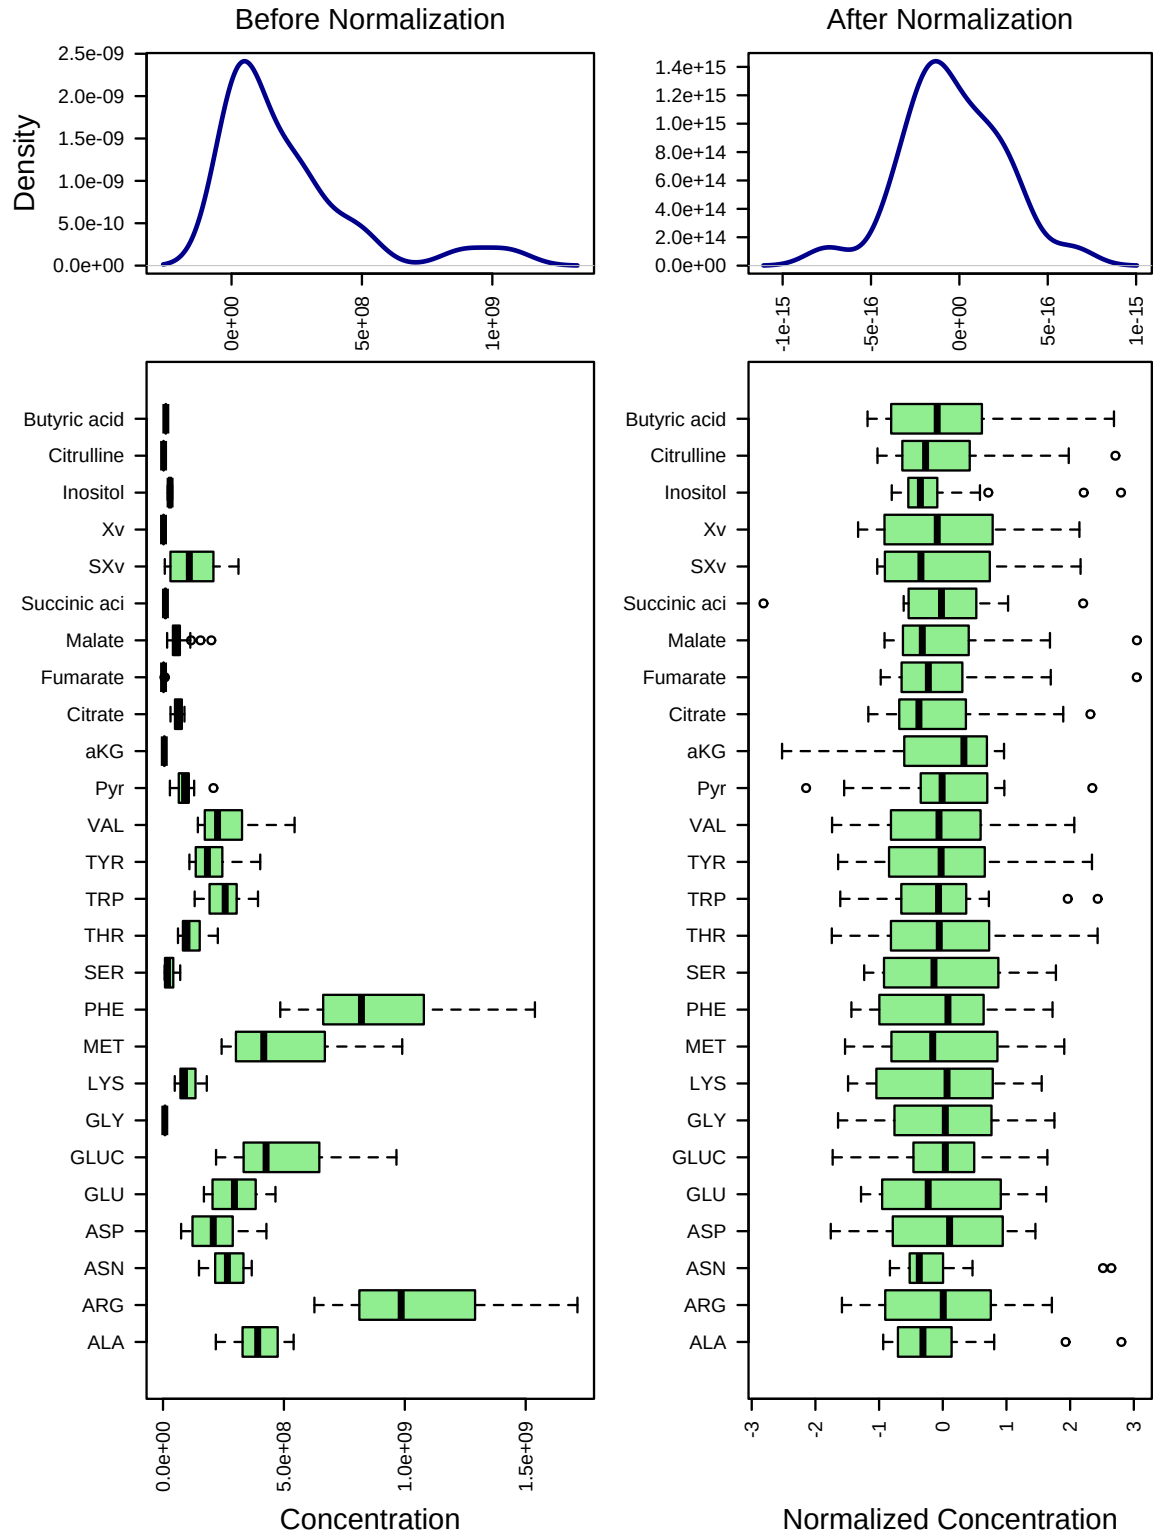 Before Normalization
After Normalization
Density
2.5e-09
2.0e-09
1.5e-09
1.0e-09
5.0e-10
0.0e+00
0e+00
5e+08
1e+09
1.4e+15
1.2e+15
1.0e+15
8.0e+14
6.0e+14
4.0e+14
2.0e+14
0.0e+00
-1e-15
-5e-16
0e+00
5e-16
1e-15
Butyric acid
Citrulline
Inositol
Xv
SXv
Succinic aci
Malate
Fumarate
Citrate
aKG
Pyr
VAL
TYR
TRP
THR
SER
PHE
MET
LYS
GLY
GLUC
GLU
ASP
ASN
ARG
ALA
0.0e+00
5.0e+08
1.0e+09
1.5e+09
Concentration
Butyric acid
Citrulline
Inositol
Xv
SXv
Succinic aci
Malate
Fumarate
Citrate
aKG
Pyr
VAL
TYR
TRP
THR
SER
PHE
MET
LYS
GLY
GLUC
GLU
ASP
ASN
ARG
ALA
-3
-2
-1
0
1
2
3
Normalized Concentration